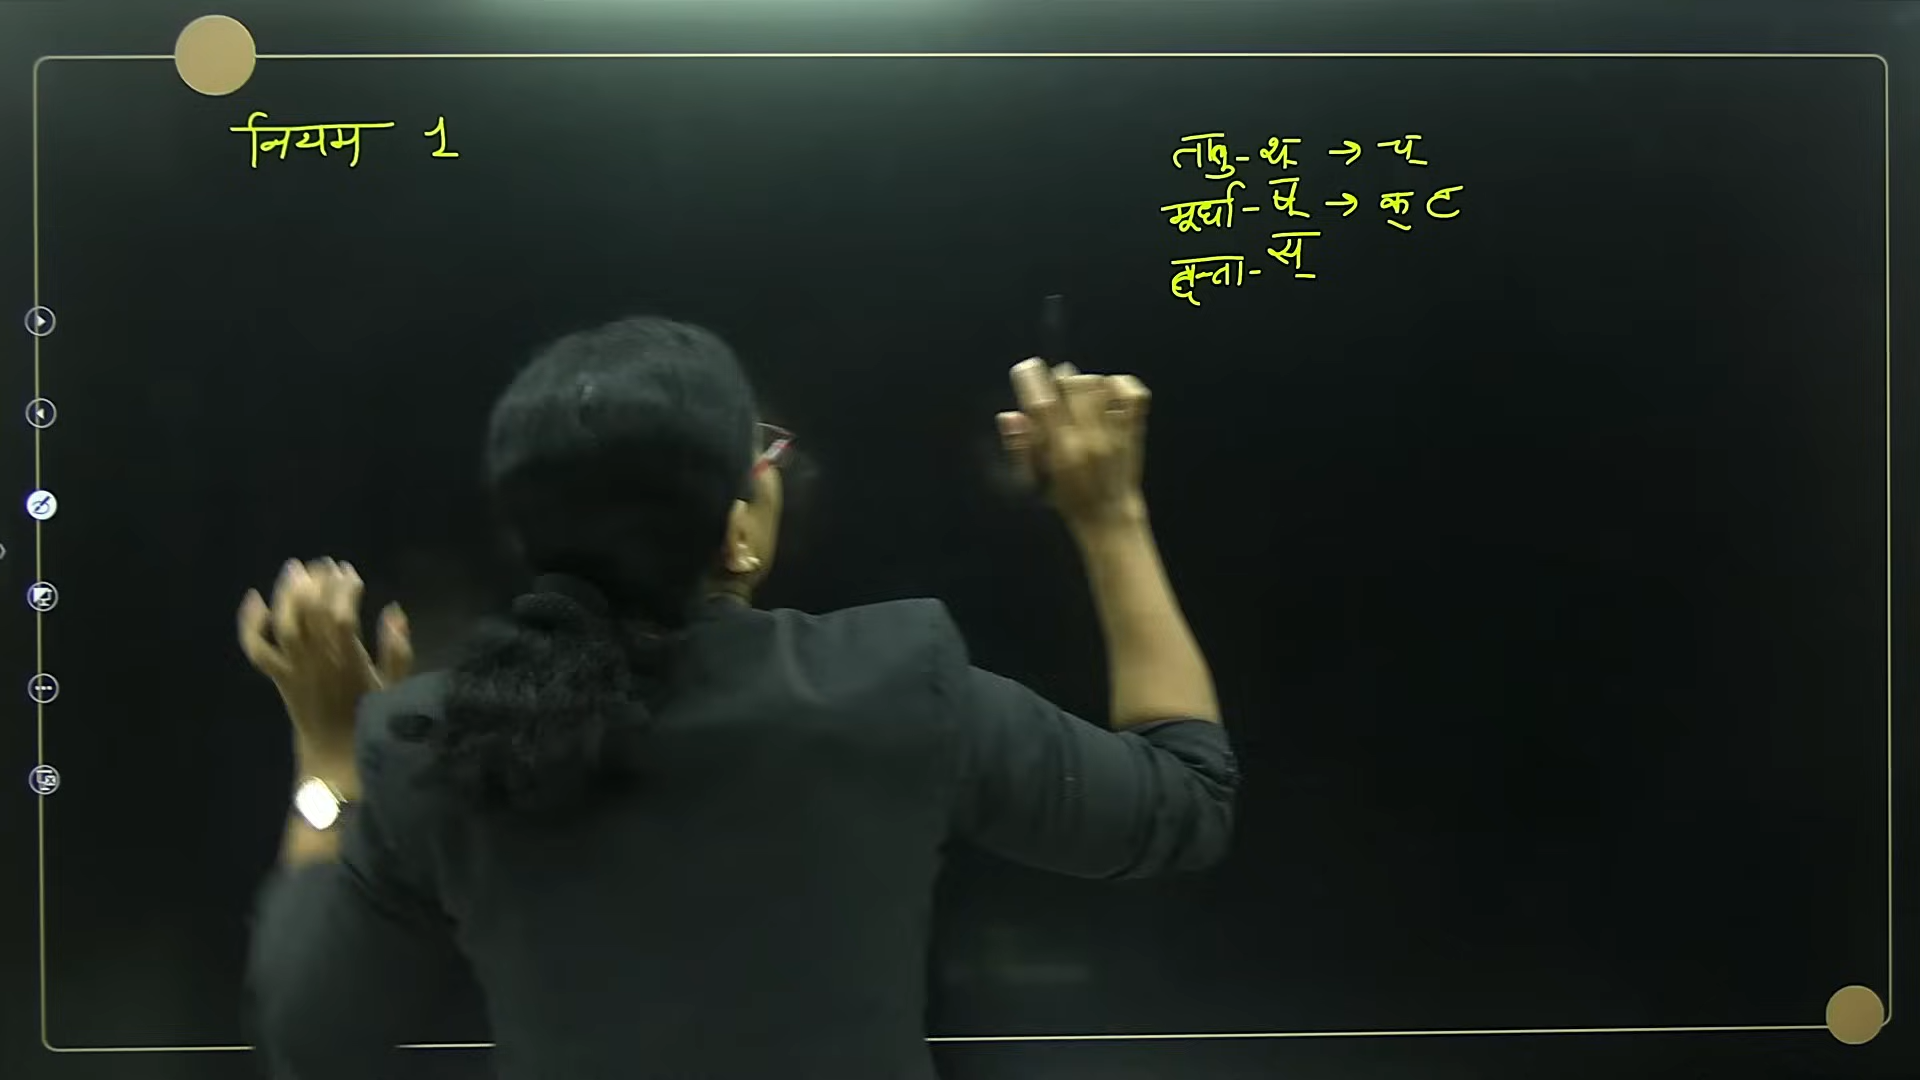 नियम 1
तालु - श् → च्
मूर्धा - ष् → क् ट
दन्ता - स्